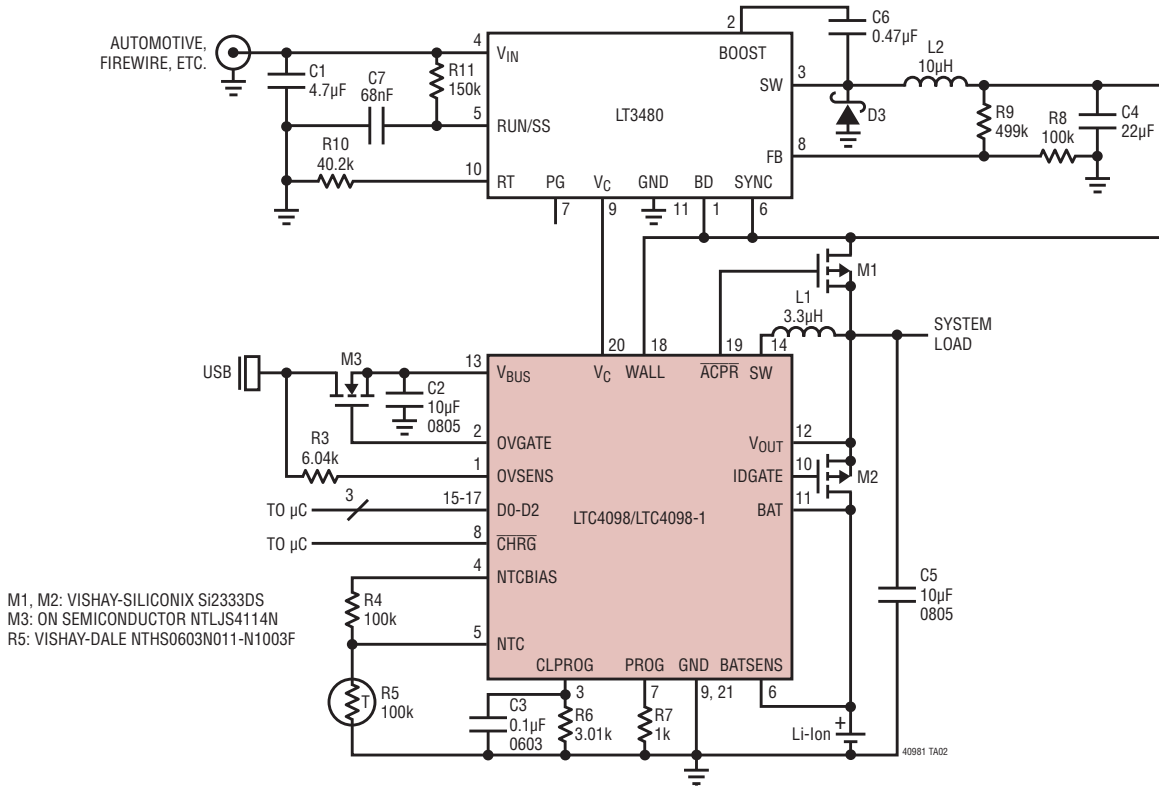 AUTOMOTIVE,
FIREWIRE, ETC.
C1
4.7µF
C7
68nF
R11
150k
R10
40.2k
4
5
10
VIN
RUN/SS
RT
PG
VC
GND
BD
SYNC
LT3480
BOOST
SW
FB
7
9
11
1
6
2
3
8
C6
0.47µF
D3
L2
10µH
R9
499k
R8
100k
C4
22µF
M1
L1
3.3µH
SYSTEM
LOAD
20
18
19
14
USB
M3
C2
10µF
0805
R3
6.04k
TO µC
3
TO µC
13
2
1
15-17
8
4
5
VBUS
OVGATE
OVSENS
D0-D2
CHRG
NTCBIAS
NTC
VC
WALL
ACPR
SW
VOUT
IDGATE
BAT
LTC4098/LTC4098-1
CLPROG
PROG
GND
BATSENS
12
10
11
M2
3
7
9, 21
6
M1, M2: VISHAY-SILICONIX Si2333DS
M3: ON SEMICONDUCTOR NTLJS4114N
R5: VISHAY-DALE NTHS0603N011-N1003F
R4
100k
T
R5
100k
C3
0.1µF
0603
R6
3.01k
R7
1k
Li-Ion
+
C5
10µF
0805
40981 TA02